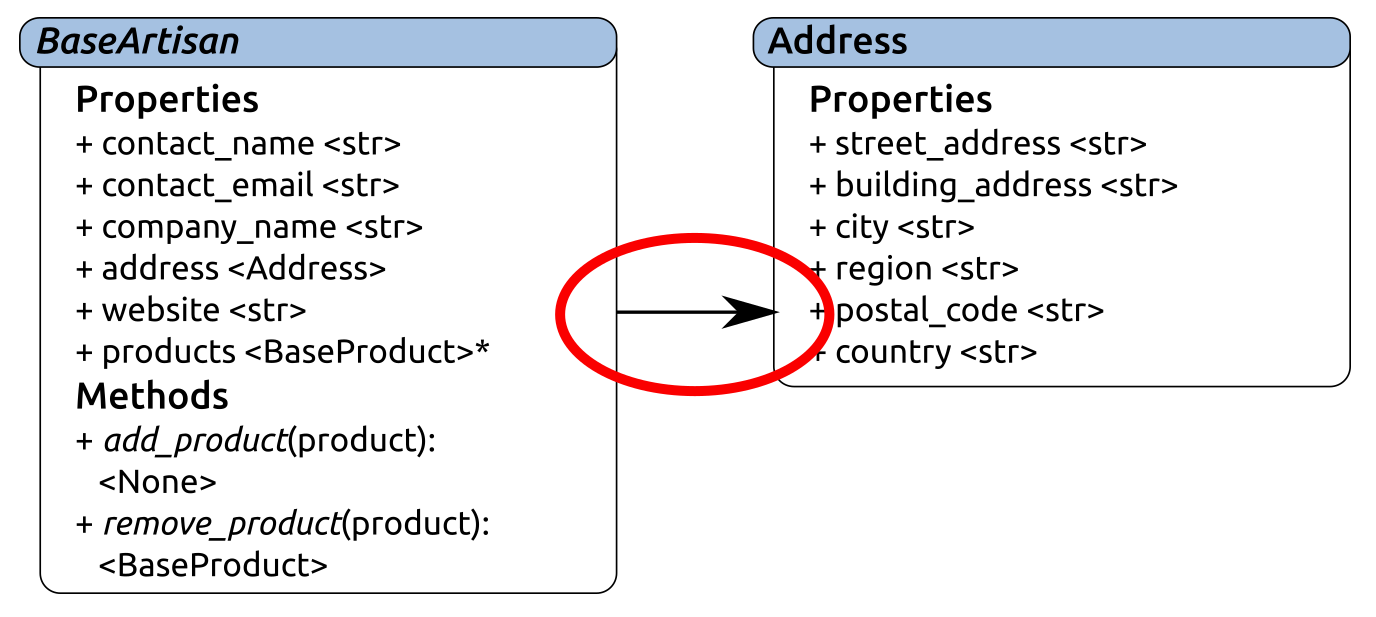 BaseArtisan
Properties
+ contact_name <str>
+ contact_email <str>
+ company_name <str>
+ address <Address>
+ website <str>
+ products <BaseProduct>*
Methods
+ add_product(product):
<None>
+ remove_product(product):
<BaseProduct>
Address
Properties
+ street_address <str>
+ building_address <str>
+ city <str>
+ region <str>
+ postal_code <str>
+ country <str>